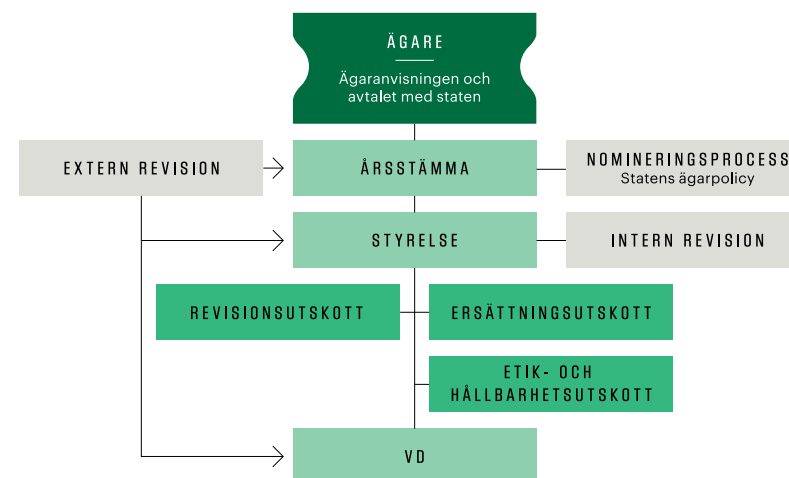 ÄGARE
Ägaranvisningen och
avtalet med staten
EXTERN REVISION
ÅRSSTÄMMA
NOMINERINGSPROCESS
Statens ägarpolicy
STYRELSE
INTERN REVISION
REVISIONSUTSKOTT
ERSÄTTNINGSUTSKOTT
ETIK- OCH
HÅLLBARHETSUTSKOTT
VD